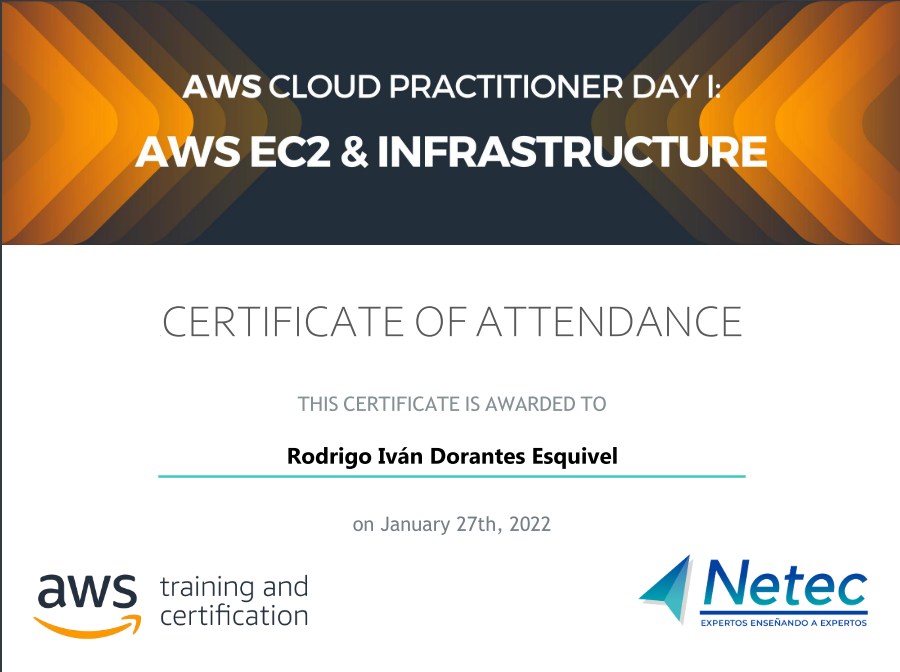 AWS CLOUD PRACTITIONER DAY I:
AWS EC2 & INFRASTRUCTURE
CERTIFICATE OF ATTENDANCE
THIS CERTIFICATE IS AWARDED TO
Rodrigo Iván Dorantes Esquivel
on January 27th, 2022
aws training and
certification
Netec
EXPERTOS ENSEÑANDO A EXPERTOS